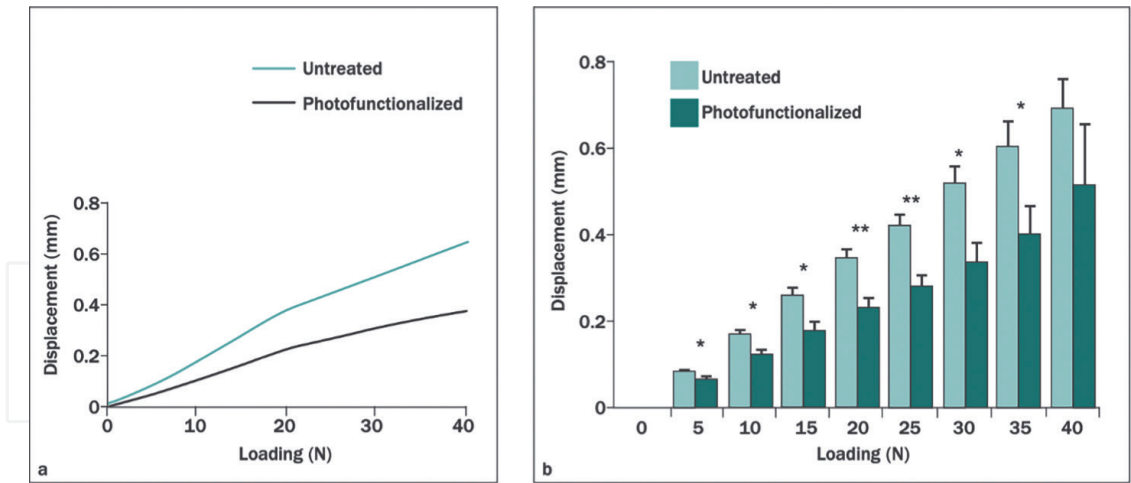 Untreated
Photofunctionalized
Displacement (mm)
0.8
0.6
0.4
0.2
0
0 10 20 30 40
Loading (N)
a
Untreated
Photofunctionalized
Displacement (mm)
0.8
0.6
0.4
0.2
0
* * * ** ** * *
0 5 10 15 20 25 30 35 40
Loading (N)
b